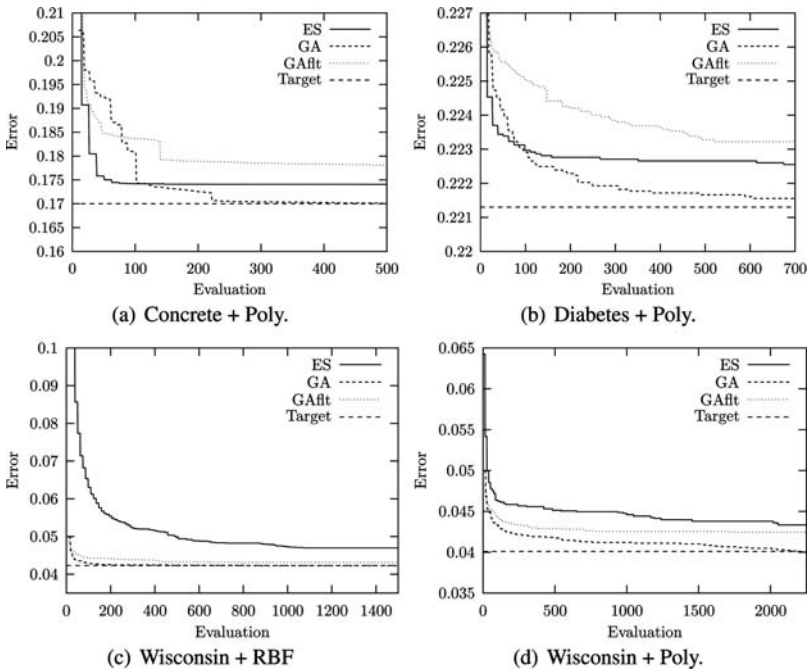 0.21
0.205
0.2
0.195
0.19
0.185
0.18
0.175
0.17
0.165
0.16
Error
ES
GA
GAflt
Target
0 100 200 300 400 500
Evaluation
(a) Concrete + Poly.
0.227
0.226
0.225
0.224
0.223
0.222
0.221
0.22
Error
ES
GA
GAflt
Target
0 100 200 300 400 500 600 700
Evaluation
(b) Diabetes + Poly.
0.1
0.09
0.08
0.07
0.06
0.05
0.04
Error
ES
GA
GAflt
Target
0 200 400 600 800 1000 1200 1400
Evaluation
(c) Wisconsin + RBF
0.065
0.06
0.055
0.05
0.045
0.04
0.035
Error
ES
GA
GAflt
Target
0 500 1000 1500 2000
Evaluation
(d) Wisconsin + Poly.